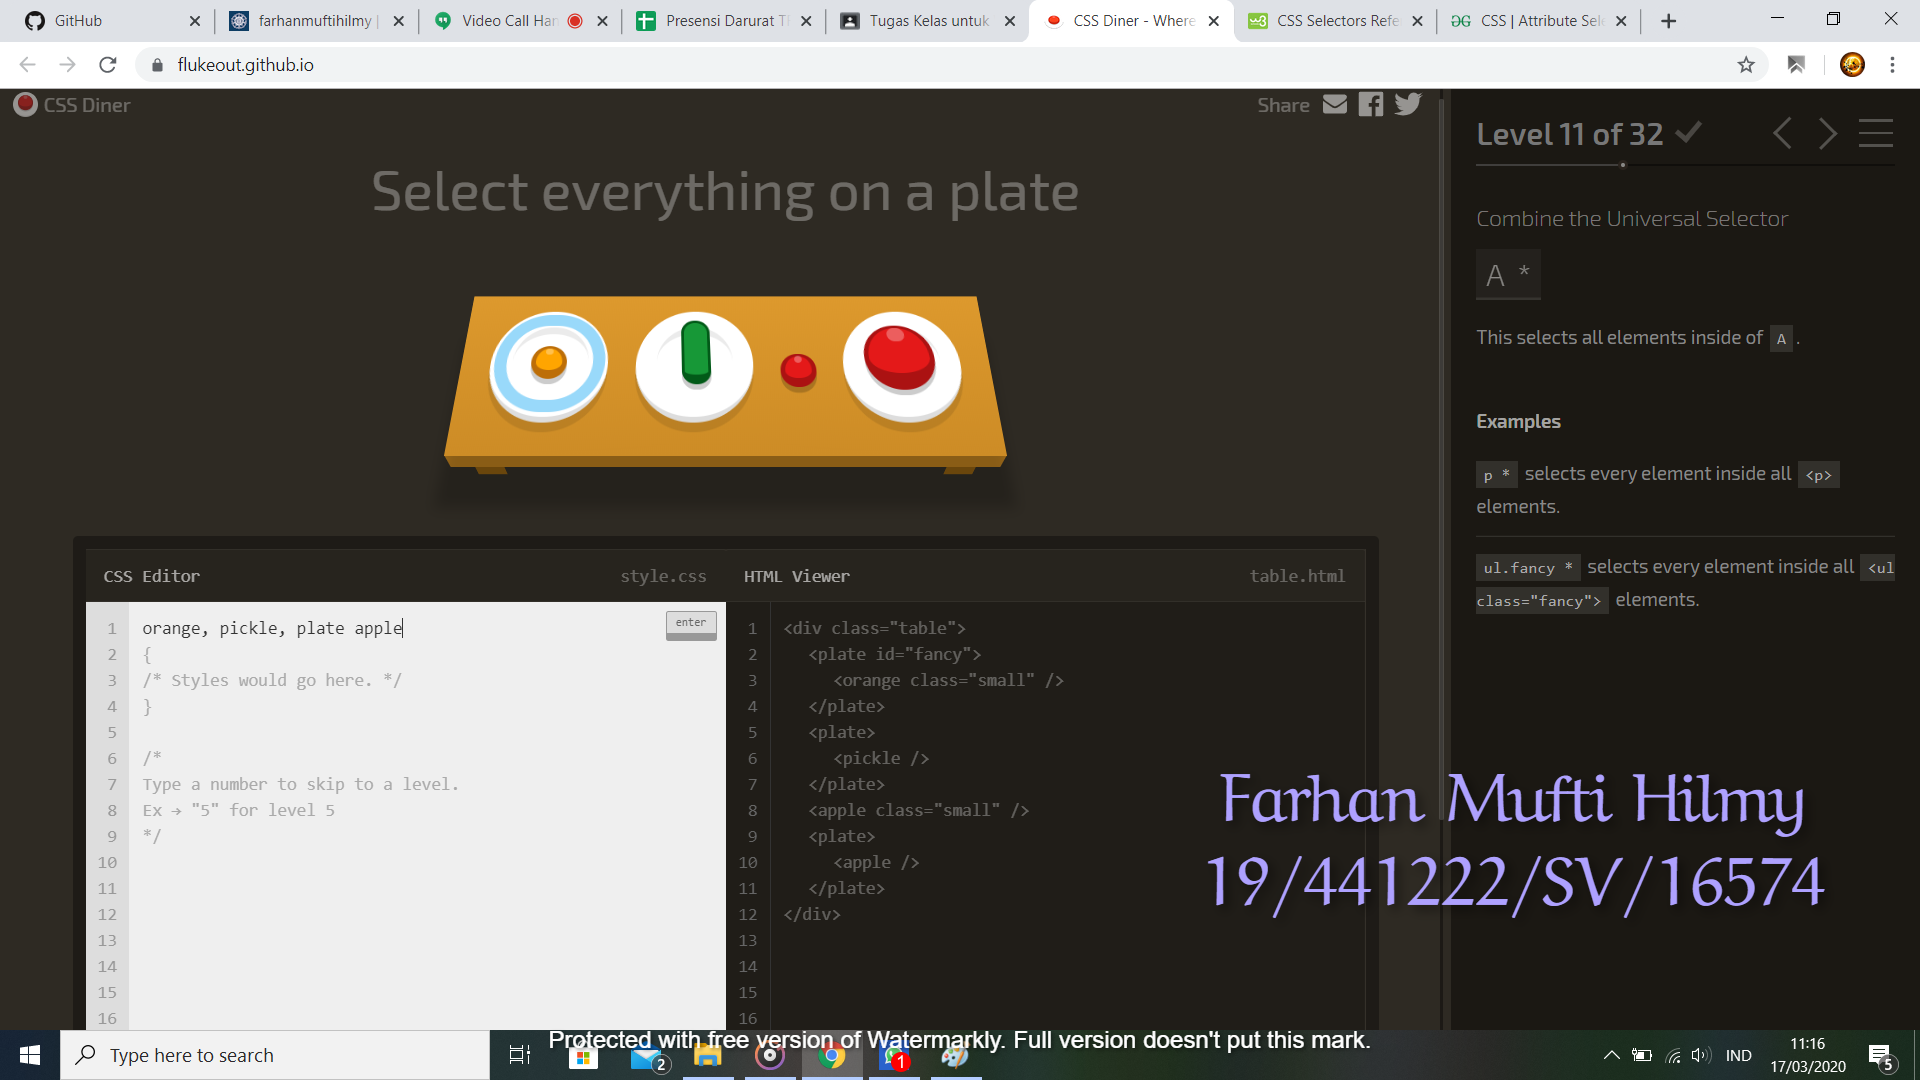 GitHub
farhanmuftihilmy |
Video Call Han
Presensi Darurat T
Tugas Kelas untuk
CSS Diner - Where
CSS Selectors Refe
CSS | Attribute Sele
flukeout.github.io
CSS Diner
Share
Select everything on a plate
CSS Editor
style.css
HTML Viewer
table.html
1 orange, pickle, plate apple
enter
2 {
3 /* Styles would go here. */
4 }
5
6 /*
7 Type a number to skip to a level.
8 Ex → "5" for level 5
9 */
10
11
12
13
14
15
16
1 <div class="table">
2 <plate id="fancy">
3 <orange class="small" />
4 </plate>
5 <plate>
6 <pickle />
7 </plate>
8 <apple class="small" />
9 <plate>
10 <apple />
11 </plate>
12 </div>
13
14
15
16
Level 11 of 32
Combine the Universal Selector
A *
This selects all elements inside of A .
Examples
p * selects every element inside all <p>
elements.
ul.fancy * selects every element inside all <ul
class="fancy"> elements.
Farhan Mufti Hilmy
19/441222/SV/16574
Protected with free version of Watermarkly. Full version doesn't put this mark.
Type here to search
2
1
IND
11:16
17/03/2020
5